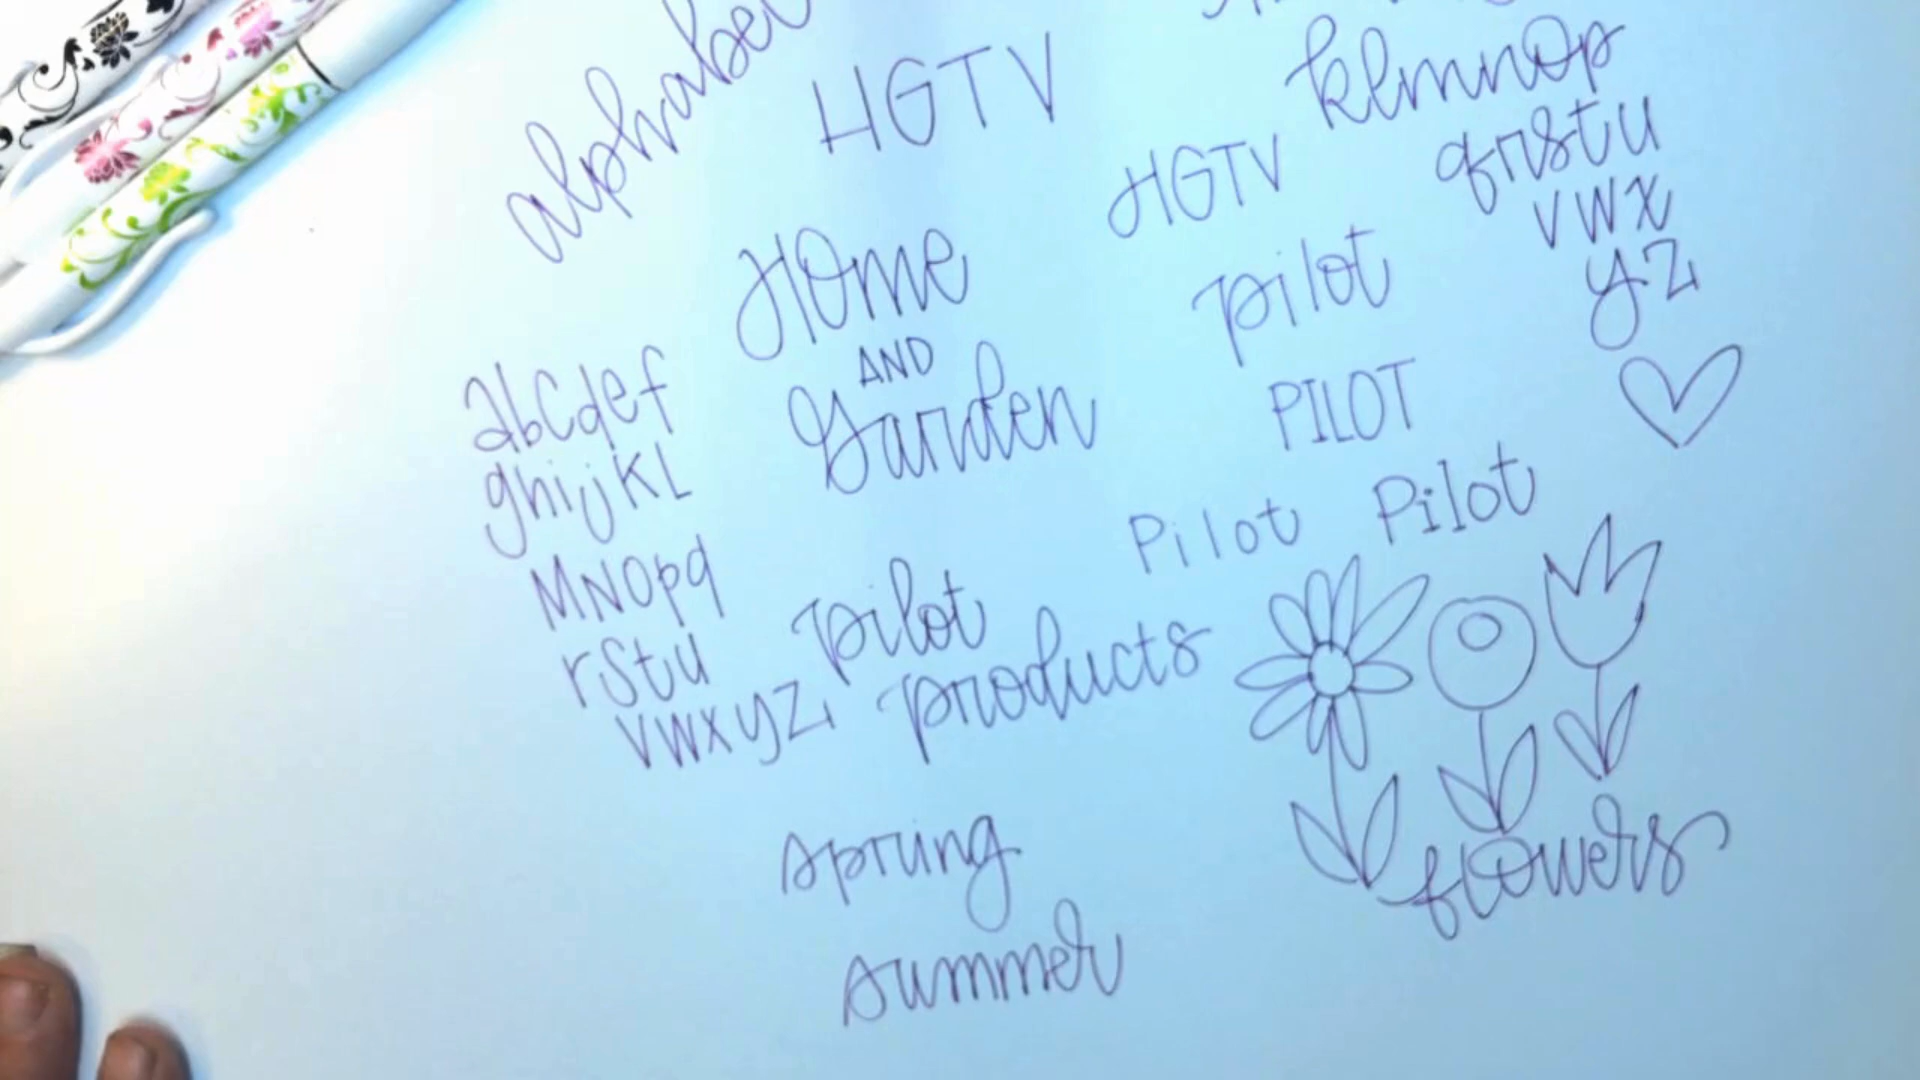 alphabet
HGTV
klmnop
qrstu
vwx
yz
HGTV
Home
AND
Garden
pilot
PILOT
Pilot Pilot
abCdef
ghijKL
MNOpq
rStu
vwxyz
pilot
products
spring
summer
flowers